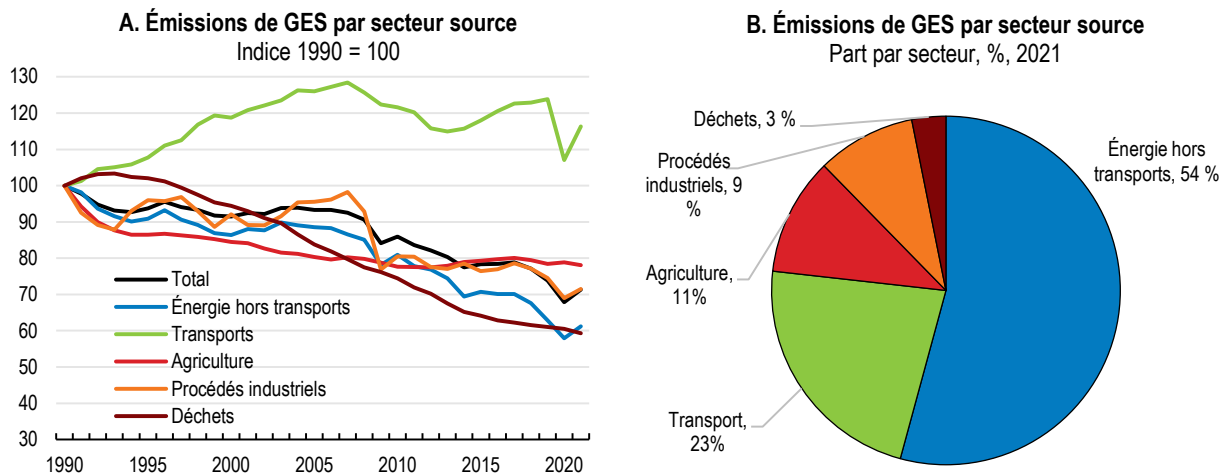 A. Émissions de GES par secteur source
Indice 1990 = 100
130
120
110
100
90
80
70
60
50
40
30
Total
Énergie hors transports
Transports
Agriculture
Procédés industriels
Déchets
1990 1995 2000 2005 2010 2015 2020
B. Émissions de GES par secteur source
Part par secteur, %, 2021
Déchets, 3 %
Procédés
industriels, 9
%
Agriculture,
11%
Transport,
23%
Énergie hors
transports, 54 %